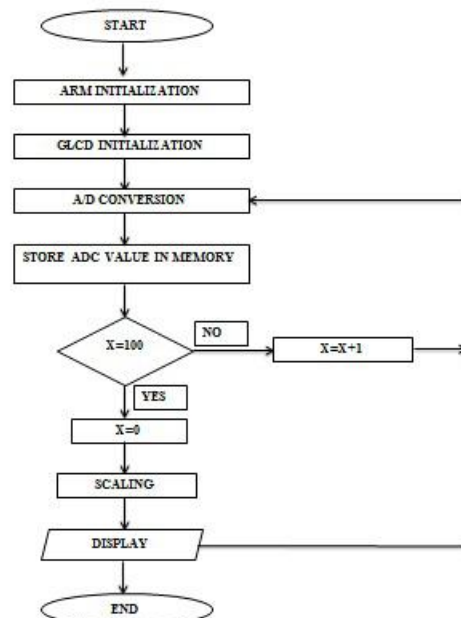 START
ARM INITIALIZATION
GLCD INITIALIZATION
A/D CONVERSION
STORE ADC VALUE IN MEMORY
X=100
NO
X=X+1
YES
X=0
SCALING
DISPLAY
END